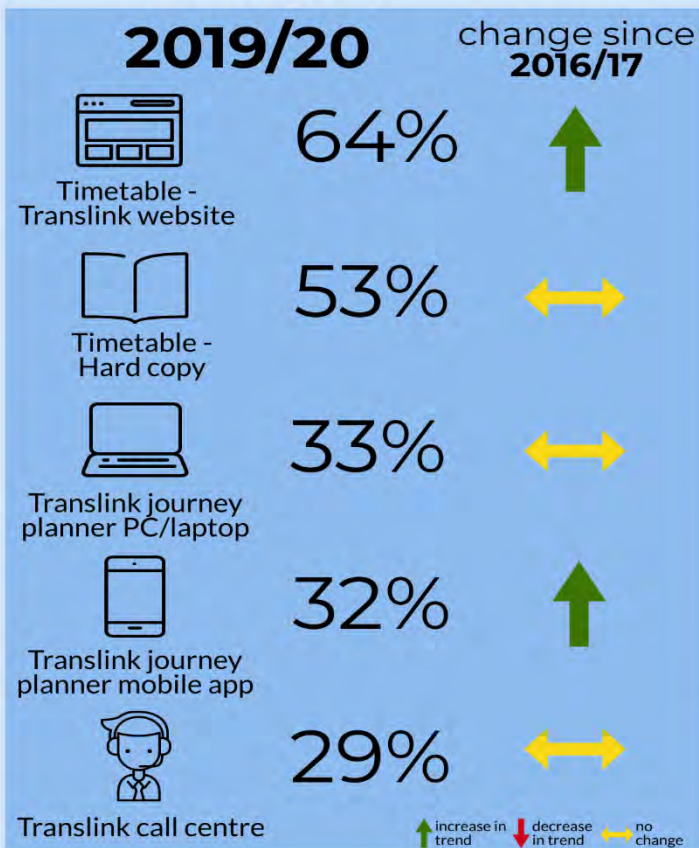 2019/20
change since
2016/17
64%
Timetable -
Translink website
53%
Timetable -
Hard copy
33%
Translink journey
planner PC/laptop
32%
Translink journey
planner mobile app
29%
Translink call centre
increase in
trend
decrease
in trend
no
change